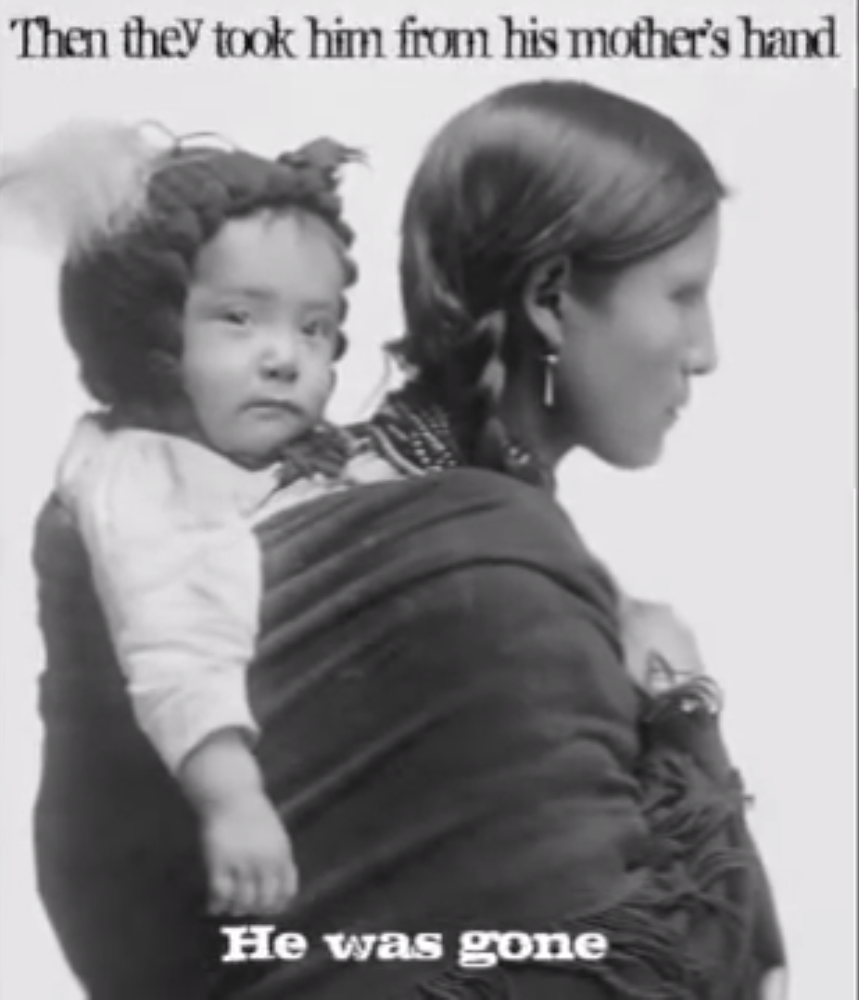 Then they took him from his mother's hand
He was gone